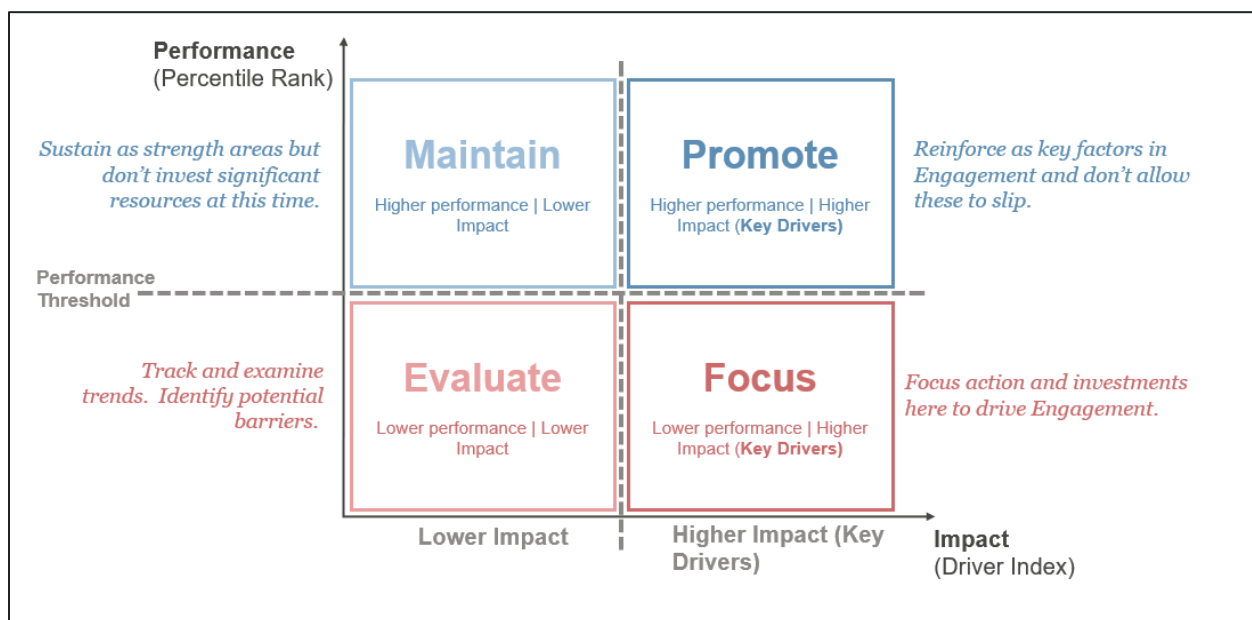 Performance
(Percentile Rank)
Sustain as strength areas but
don't invest significant
resources at this time.
Maintain
Higher performance | Lower
Impact
Promote
Higher performance | Higher
Impact (Key Drivers)
Reinforce as key factors in
Engagement and don't allow
these to slip.
Performance
Threshold
Track and examine
trends.  Identify potential
barriers.
Evaluate
Lower performance | Lower
Impact
Focus
Lower performance | Higher
Impact (Key Drivers)
Focus action and investments
here to drive Engagement.
Lower Impact
Higher Impact (Key
Drivers)
Impact
(Driver Index)